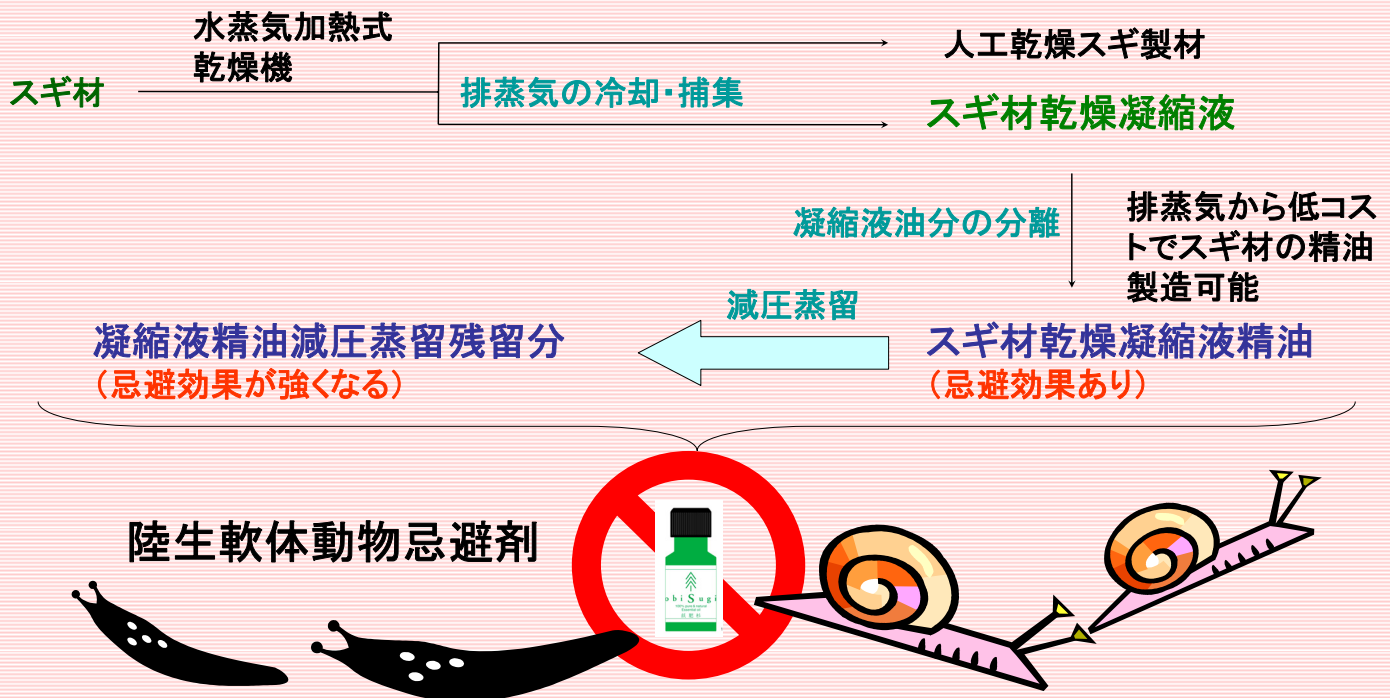 水蒸気加熱式
乾燥機
スギ材
排蒸気の冷却・捕集
人工乾燥スギ製材
スギ材乾燥凝縮液
凝縮液油分の分離
排蒸気から低コス
トでスギ材の精油
製造可能
減圧蒸留
凝縮液精油減圧蒸留残留分
（忌避効果が強くなる）
スギ材乾燥凝縮液精油
（忌避効果あり）
陸生軟体動物忌避剤
obi Sugi